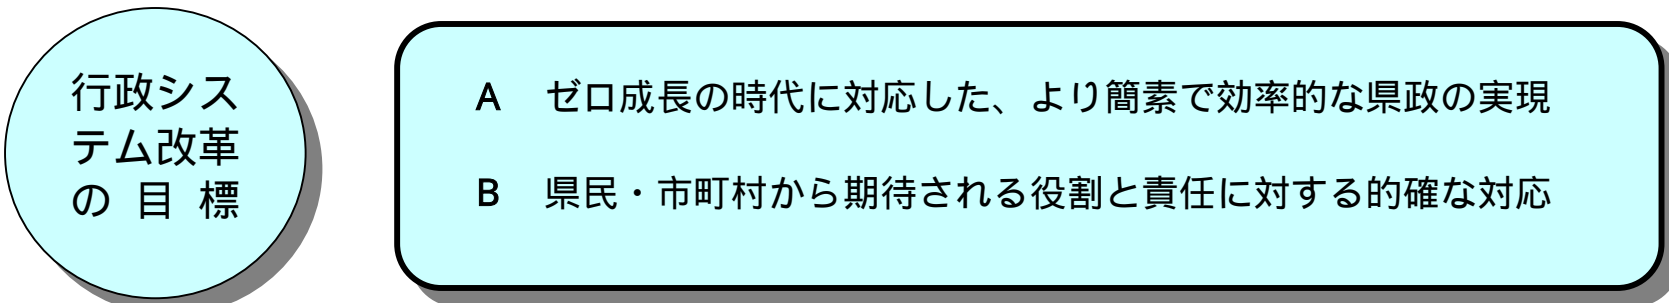 行政シス
テム改革
の 目 標
A ゼロ成長の時代に対応した、より簡素で効率的な県政の実現
B 県民・市町村から期待される役割と責任に対する的確な対応